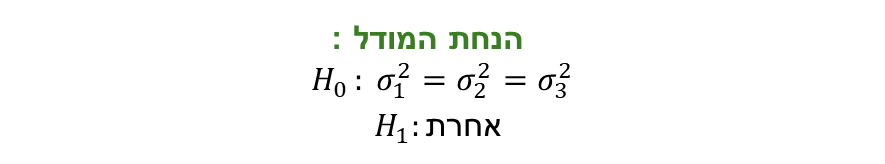 הנחת המודל :
H₀ : σ₁² = σ₂² = σ₃²
H₁: אחרת